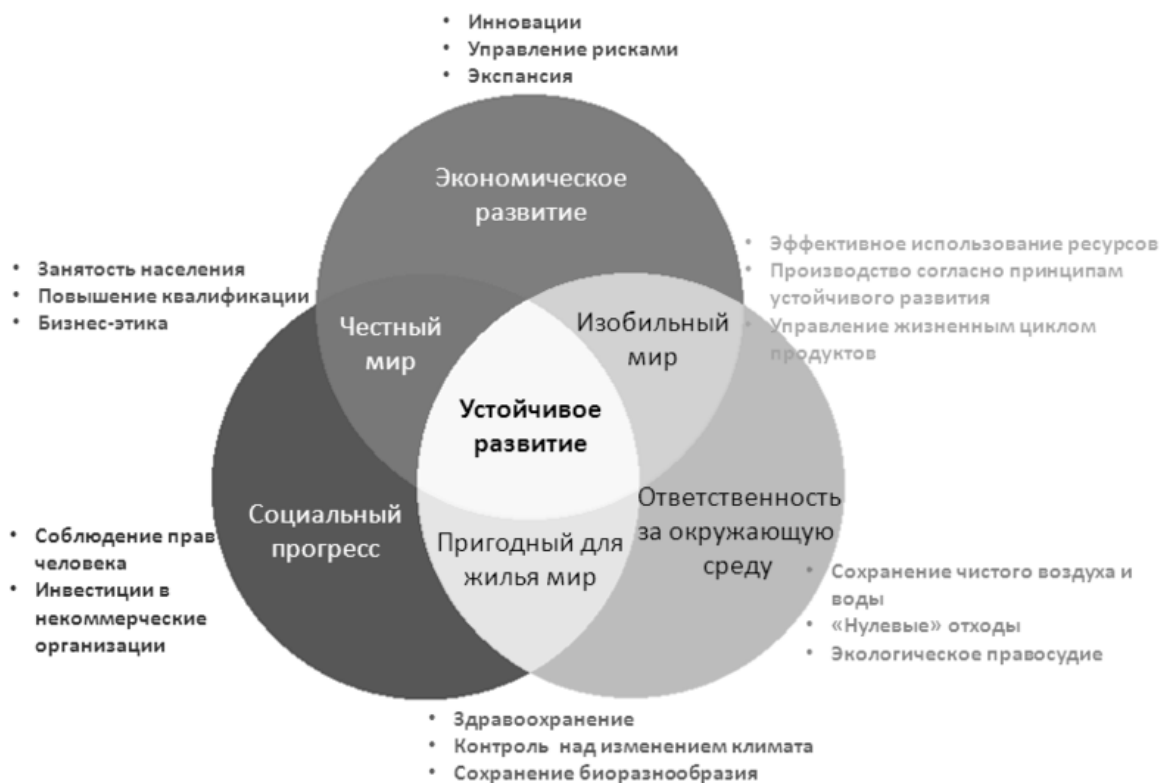 • Инновации
• Управление рисками
• Экспансия
Экономическое
развитие
• Занятость населения
• Повышение квалификации
• Бизнес-этика
• Эффективное использование ресурсов
• Производство согласно принципам
устойчивого развития
• Управление жизненным циклом
продуктов
Честный
мир
Изобильный
мир
Устойчивое
развитие
Социальный
прогресс
Пригодный для
жилья мир
Ответственность
за окружающую
среду
• Соблюдение прав
человека
• Инвестиции в
некоммерческие
организации
• Сохранение чистого воздуха и
воды
• «Нулевые» отходы
• Экологическое правосудие
• Здравоохранение
• Контроль над изменением климата
• Сохранение биоразнообразия